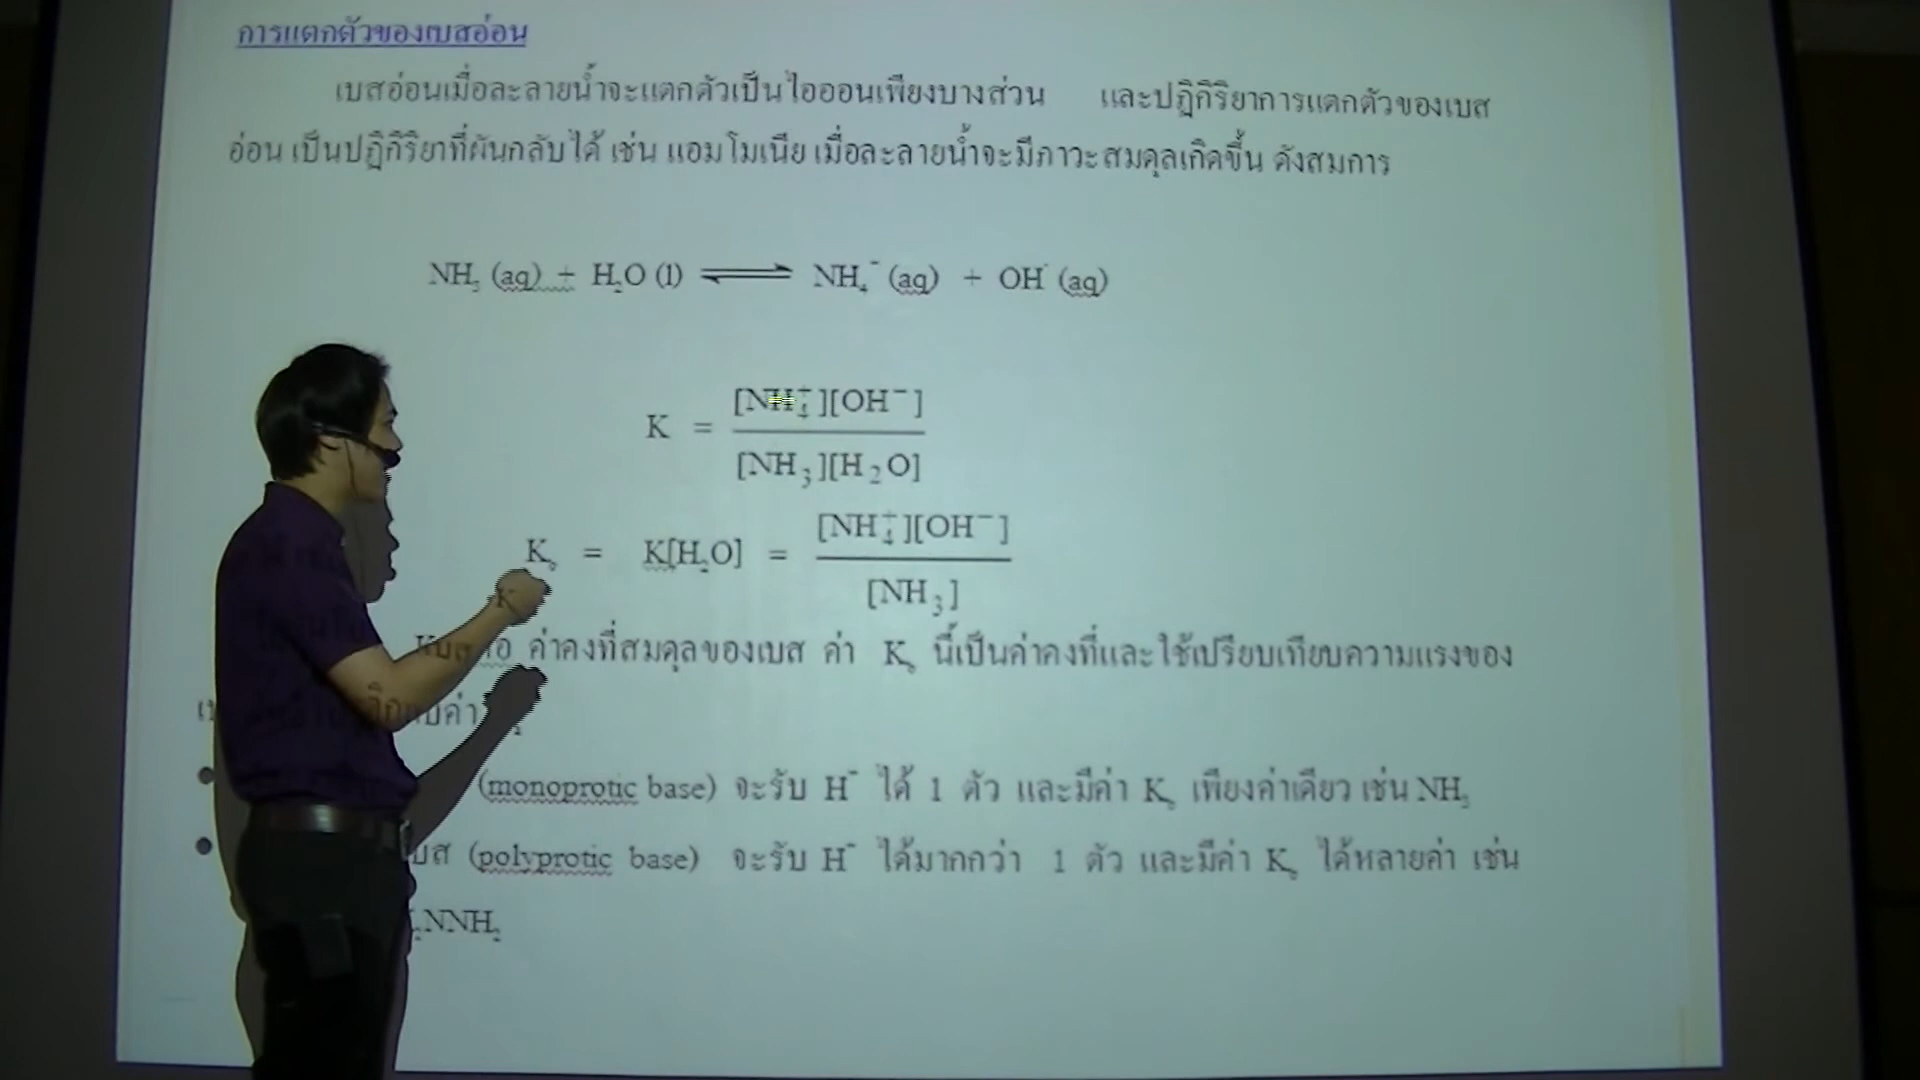 การแตกตัวของเบสอ่อน
เบสอ่อนเมื่อละลายน้ำจะแตกตัวเป็นไอออนเพียงบางส่วน และปฏิกิริยาการแตกตัวของเบส
อ่อน เป็นปฏิกิริยาที่ผันกลับได้ เช่น แอมโมเนีย เมื่อละลายน้ำจะมีภาวะสมดุลเกิดขึ้น ดังสมการ
NH₃ (aq) + H₂O (l) ⇌ NH₄⁺ (aq) + OH⁻ (aq)
K = [NH₄⁺][OH⁻] / [NH₃][H₂O]
K_b = K[H₂O] = [NH₄⁺][OH⁻] / [NH₃]
ค่าคงที่สมดุลของเบส ค่า K_b นี้เป็นค่าคงที่และใช้เปรียบเทียบความแรงของ
(monoprotic base) จะรับ H⁺ ได้ 1 ตัว และมีค่า K_b เพียงค่าเดียว เช่น NH₃
เบส (polyprotic base) จะรับ H⁺ ได้มากกว่า 1 ตัว และมีค่า K_b ได้หลายค่า เช่น
₂NNH₂